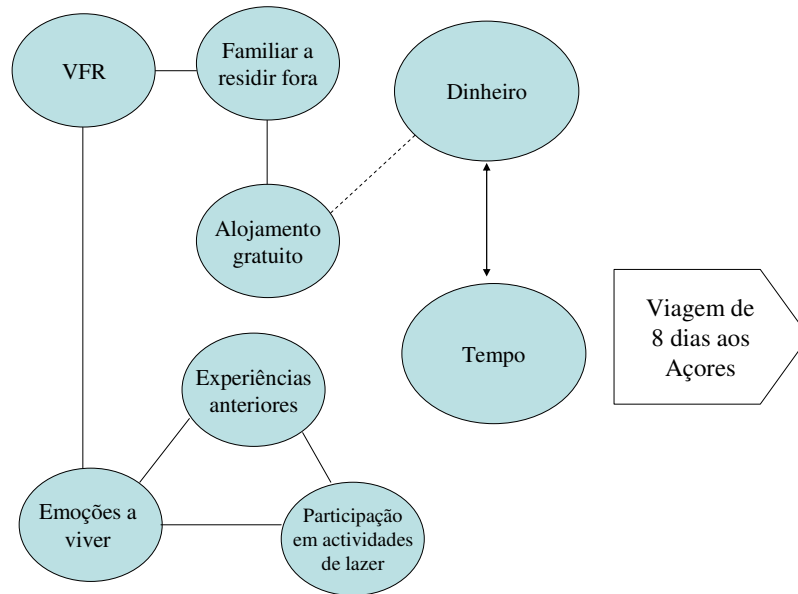 VFR
Familiar a
residir fora
Dinheiro
Alojamento
gratuito
Viagem de
8 dias aos
Açores
Tempo
Experiências
anteriores
Emoções a
viver
Participação
em actividades
de lazer